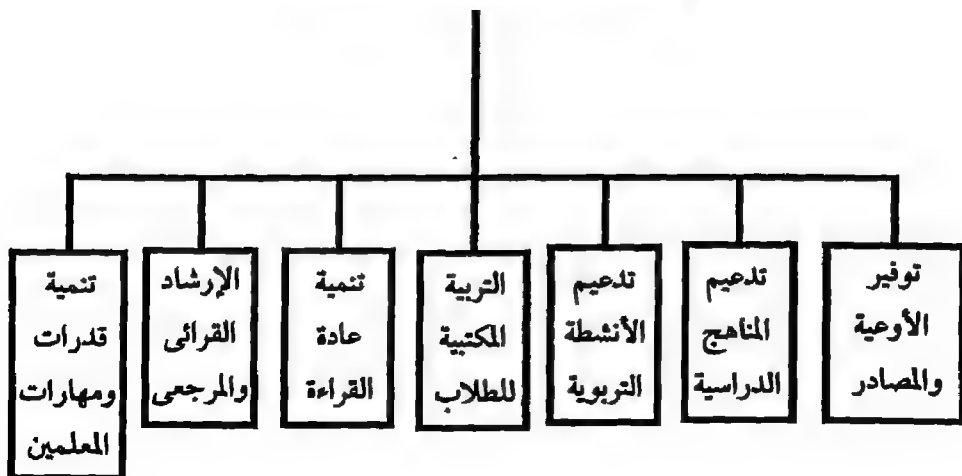 توفير
الأوعية
والمصادر
تدعيم
المناهج
الدراسية
تدعيم
الأنشطة
التربوية
التربية
المكتبية
للطلاب
تنمية
عادة
القراءة
الإرشاد
القرائى
والمرجعى
تنمية
قدرات
ومهارات
المعلمين